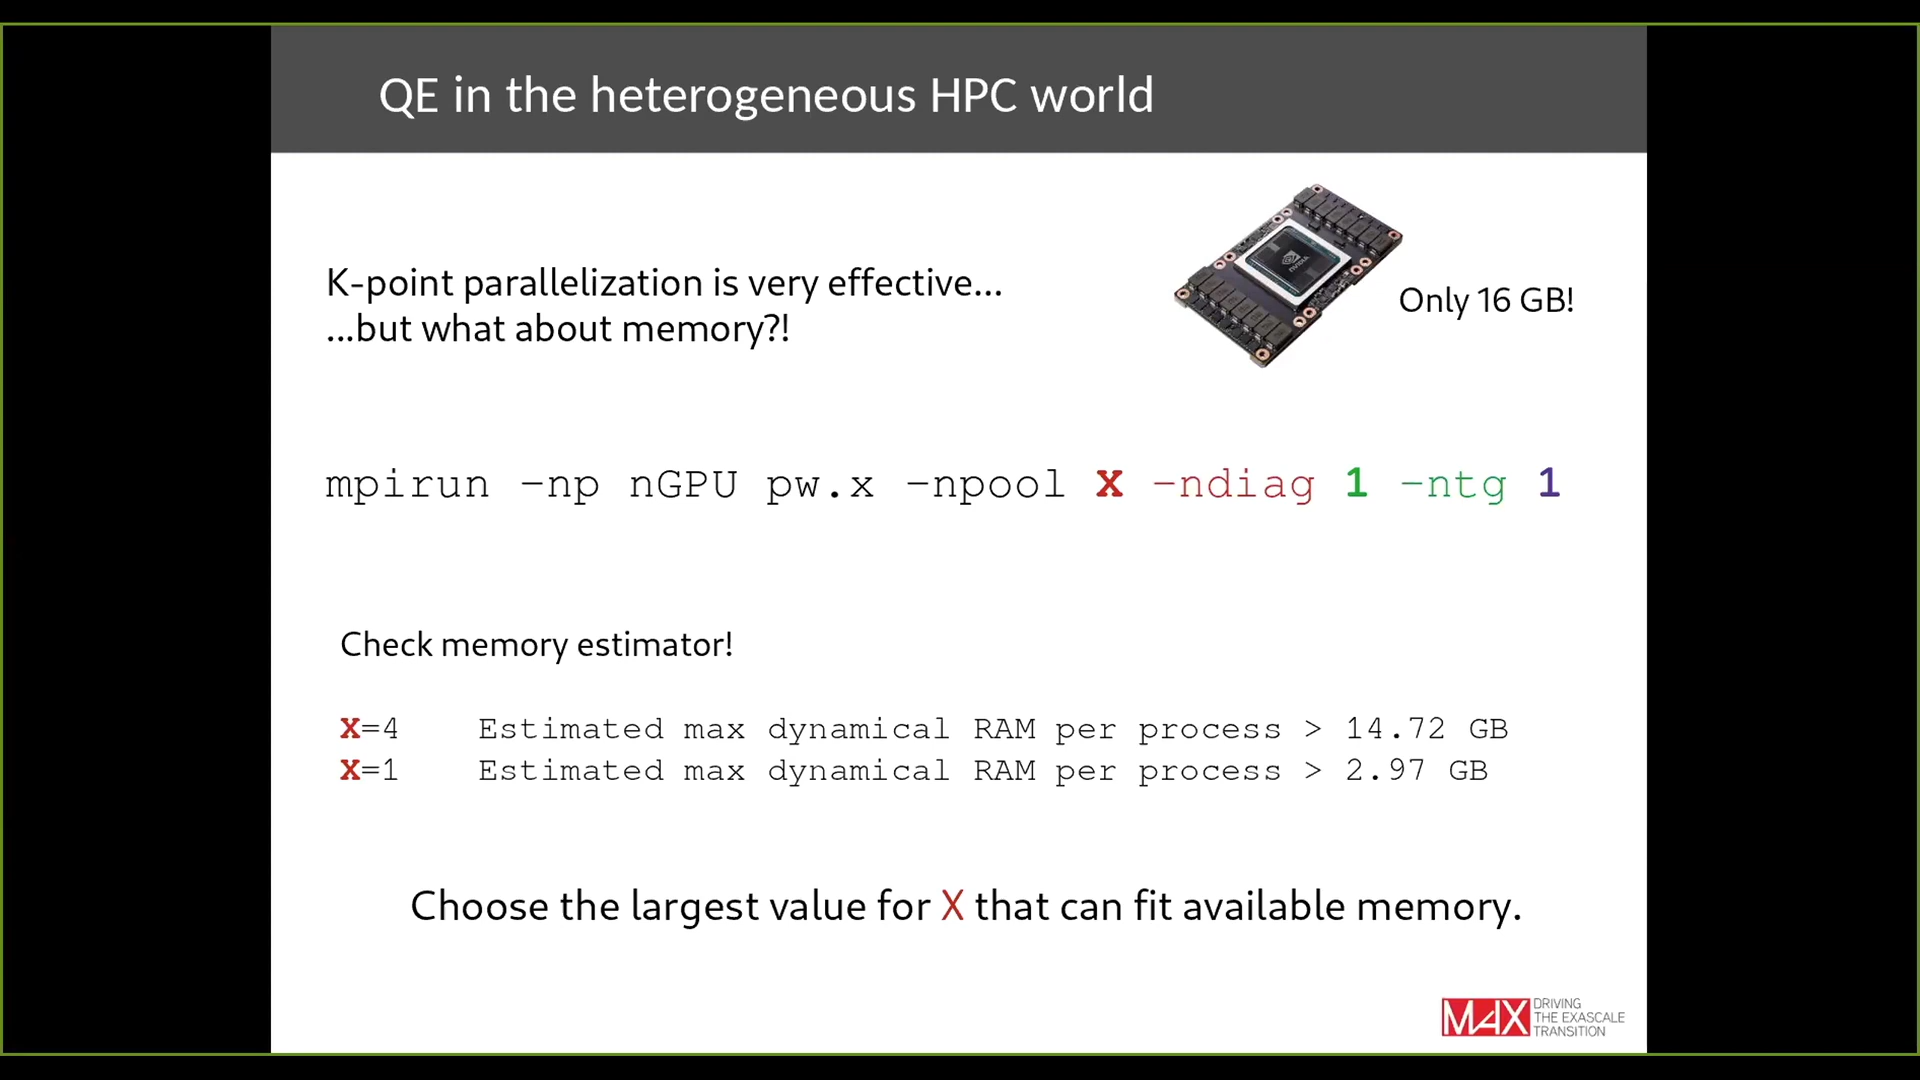 QE in the heterogeneous HPC world
K-point parallelization is very effective...
...but what about memory?!
Only 16 GB!
mpirun -np nGPU pw.x -npool X -ndiag 1 -ntg 1
Check memory estimator!
X=4 Estimated max dynamical RAM per process > 14.72 GB
X=1 Estimated max dynamical RAM per process > 2.97 GB
Choose the largest value for X that can fit available memory.
MAX DRIVING
THE EXASCALE
TRANSITION
NVIDIA